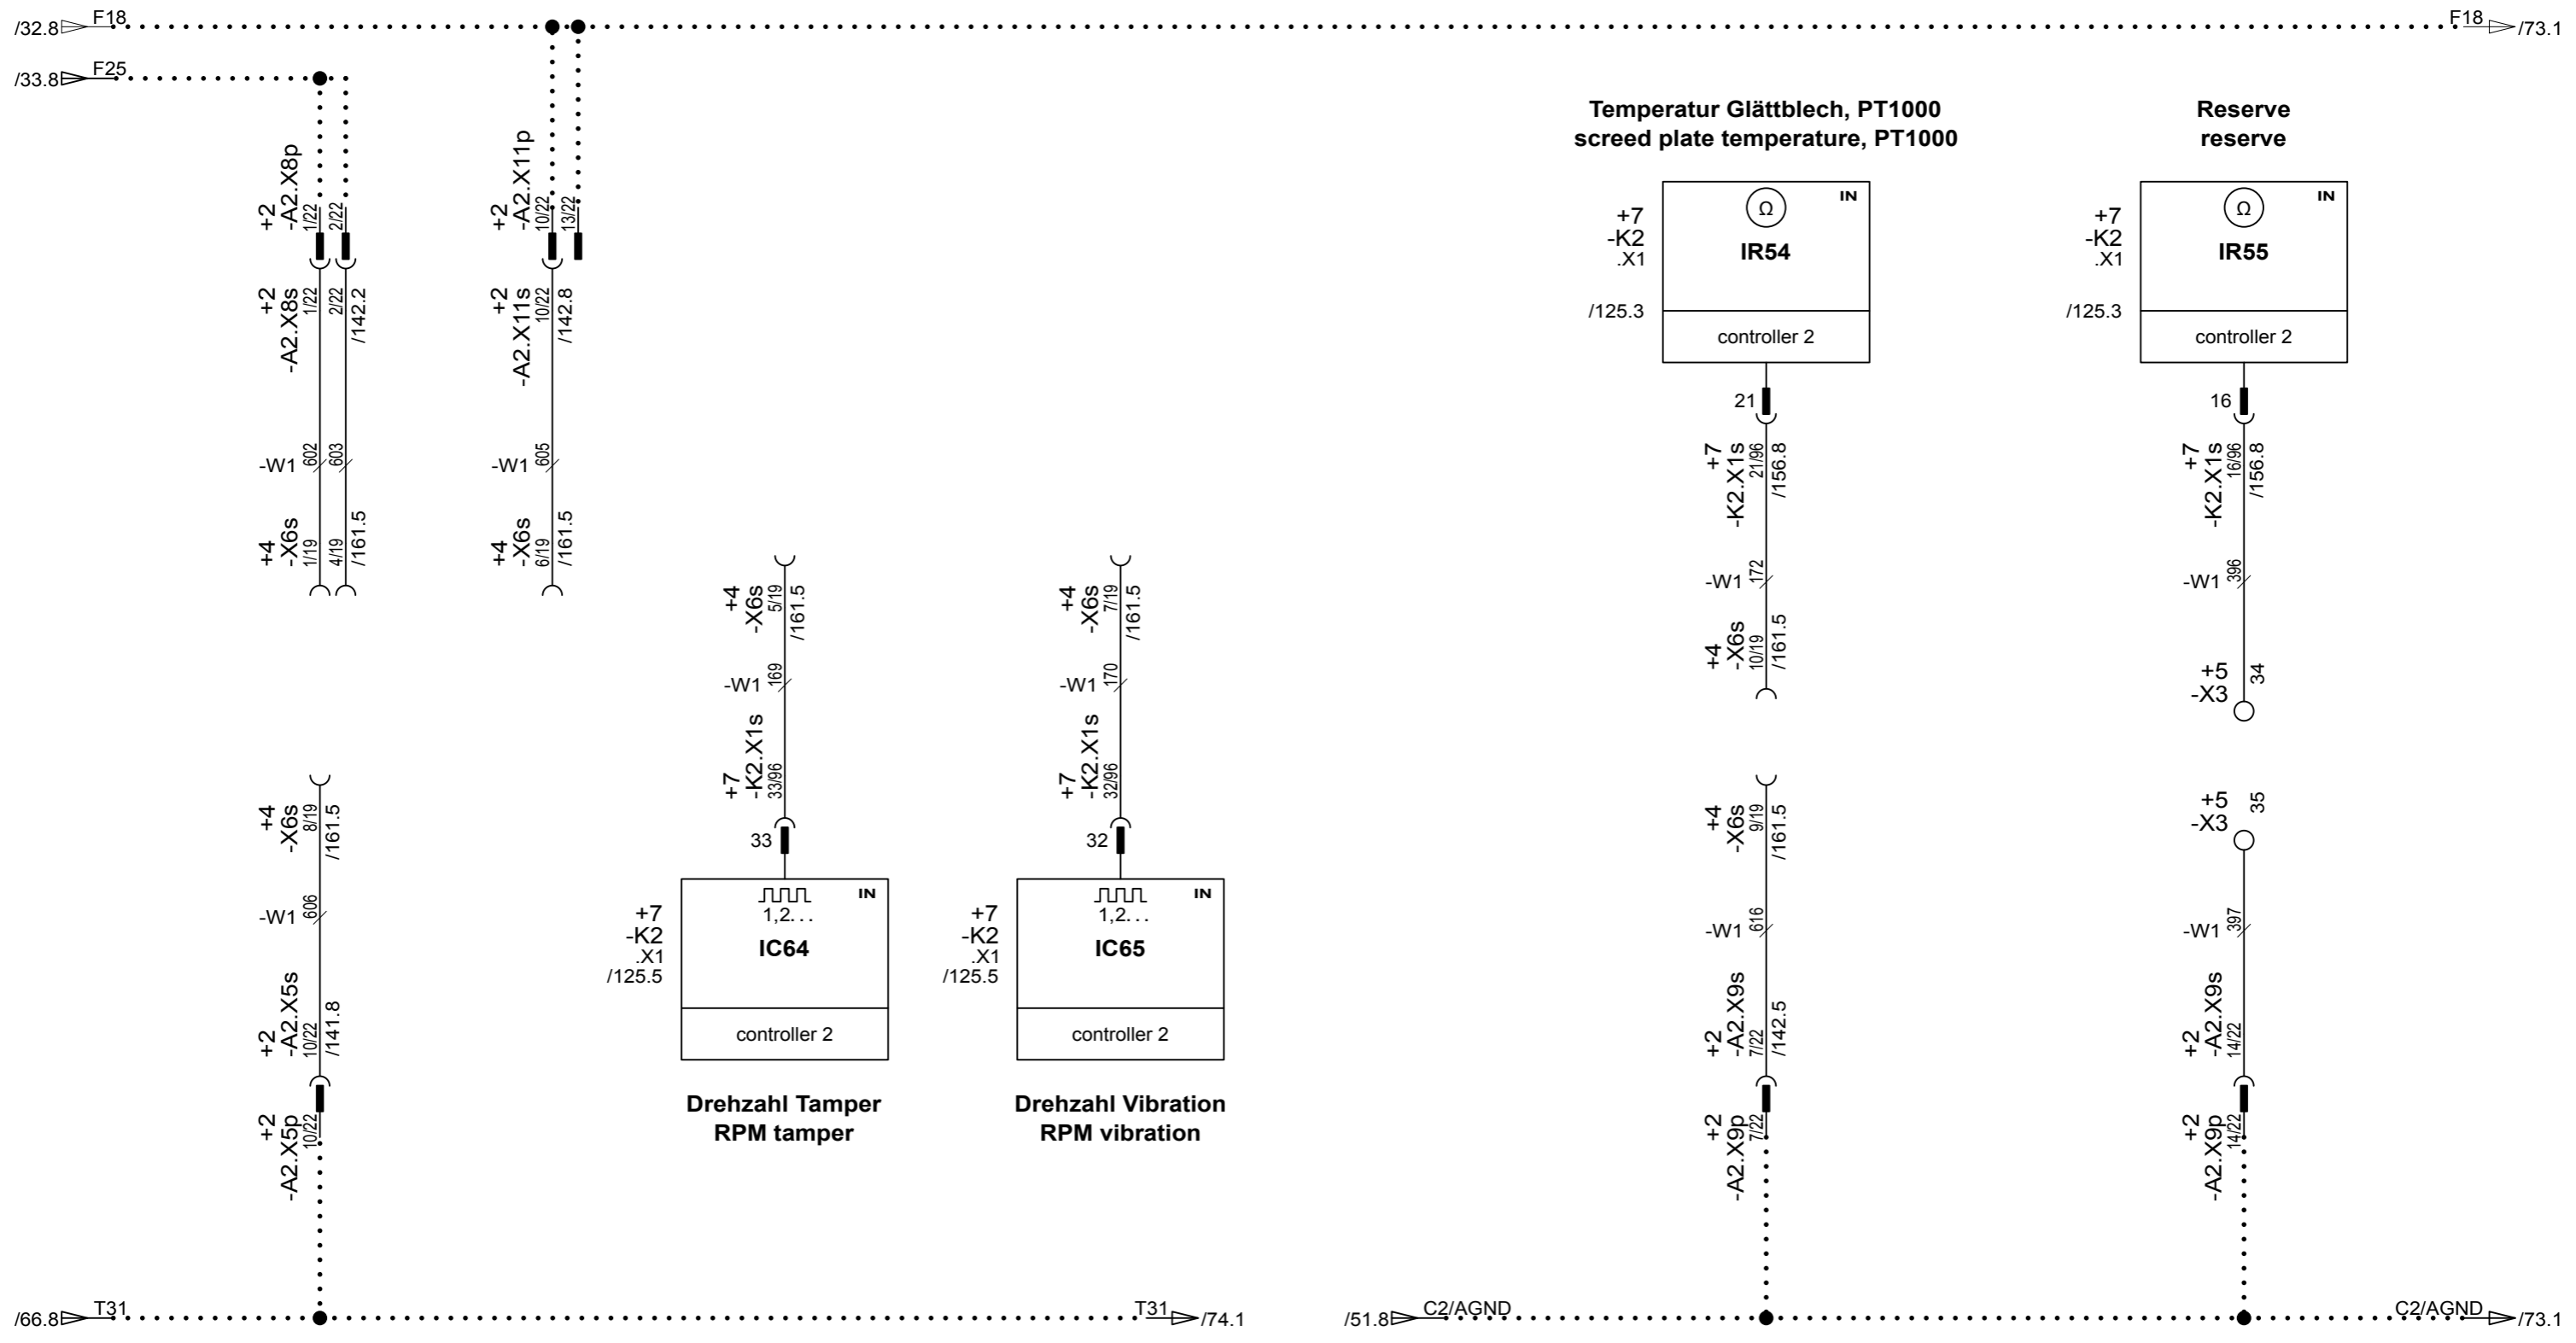 /32.8 F18 F18 /73.1
/33.8 F25
Temperatur Glättblech, PT1000
screed plate temperature, PT1000
Reserve
reserve
+2
-A2.X8p
1/22
2/22
+2
-A2.X8s
1/22
2/22
/142.2
-W1
602
603
+4
-X6s
1/19
4/19
/161.5
+2
-A2.X11p
10/22
13/22
+2
-A2.X11s
10/22
/142.8
-W1
605
+4
-X6s
6/19
/161.5
+4
-X6s
8/19
/161.5
-W1
606
+2
-A2.X5s
10/22
/141.8
+2
-A2.X5p
10/22
+4
-X6s
5/19
/161.5
-W1
169
+7
-K2.X1s
33/96
33
+7
-K2
.X1
/125.5
IN
1,2...
IC64
controller 2
Drehzahl Tamper
RPM tamper
+4
-X6s
7/19
/161.5
-W1
170
+7
-K2.X1s
32/96
32
+7
-K2
.X1
/125.5
IN
1,2...
IC65
controller 2
Drehzahl Vibration
RPM vibration
+7
-K2
.X1
/125.3
Ω
IN
IR54
controller 2
21
+7
-K2.X1s
21/96
/156.8
-W1
172
+4
-X6s
10/19
/161.5
+4
-X6s
9/19
/161.5
-W1
616
+2
-A2.X9s
7/22
/142.5
+2
-A2.X9p
7/22
+7
-K2
.X1
/125.3
Ω
IN
IR55
controller 2
16
+7
-K2.X1s
16/96
/156.8
-W1
396
+5
-X3
34
+5
-X3
35
-W1
397
+2
-A2.X9s
14/22
+2
-A2.X9p
14/22
/66.8 T31 T31 /74.1
/51.8 C2/AGND C2/AGND /73.1